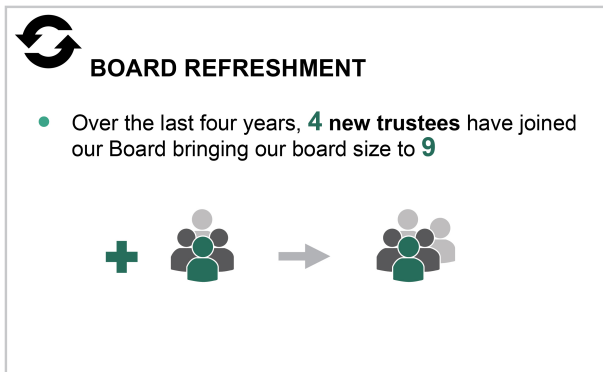 BOARD REFRESHMENT
• Over the last four years, 4 new trustees have joined
our Board bringing our board size to 9